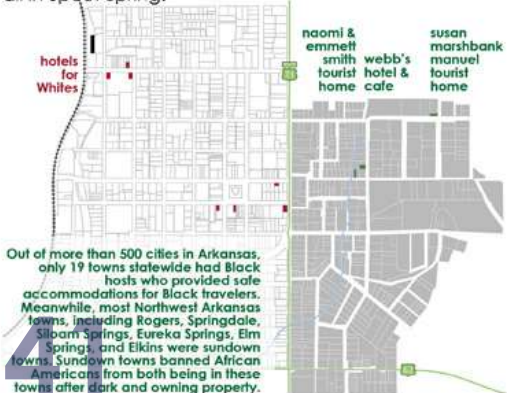 hotels
for
Whites
naomi &
emmett
smith
tourist
home
webb's
hotel &
cafe
susan
marshbank
manuel
tourist
home
Out of more than 500 cities in Arkansas,
only 19 towns statewide had Black
hosts who provided safe
accommodations for Black travelers.
Meanwhile, most Northwest Arkansas
towns, including Rogers, Springdale,
Siloam Springs, Eureka Springs, Elm
Springs, and Elkins were sundown
towns. Sundown towns banned African
Americans from both being in these
towns after dark and owning property.